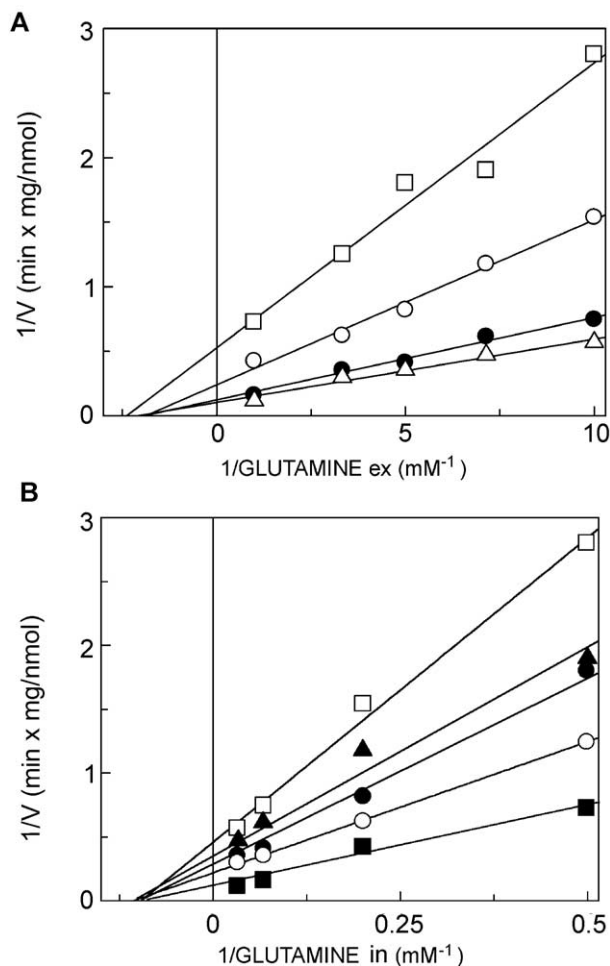 A
3
2
1
0
1/V (min x mg/nmol)
0 5 10
1/GLUTAMINE ex (mM⁻¹)
B
3
2
1
0
1/V (min x mg/nmol)
0 0.25 0.5
1/GLUTAMINE in (mM⁻¹)